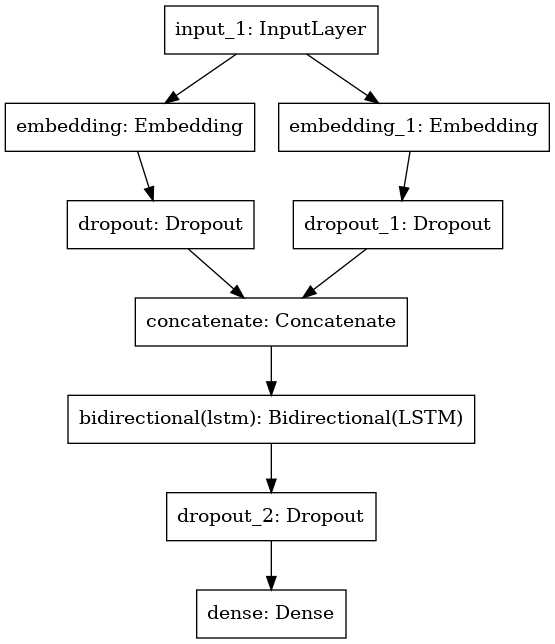 input_1: InputLayer
embedding: Embedding
embedding_1: Embedding
dropout: Dropout
dropout_1: Dropout
concatenate: Concatenate
bidirectional(lstm): Bidirectional(LSTM)
dropout_2: Dropout
dense: Dense